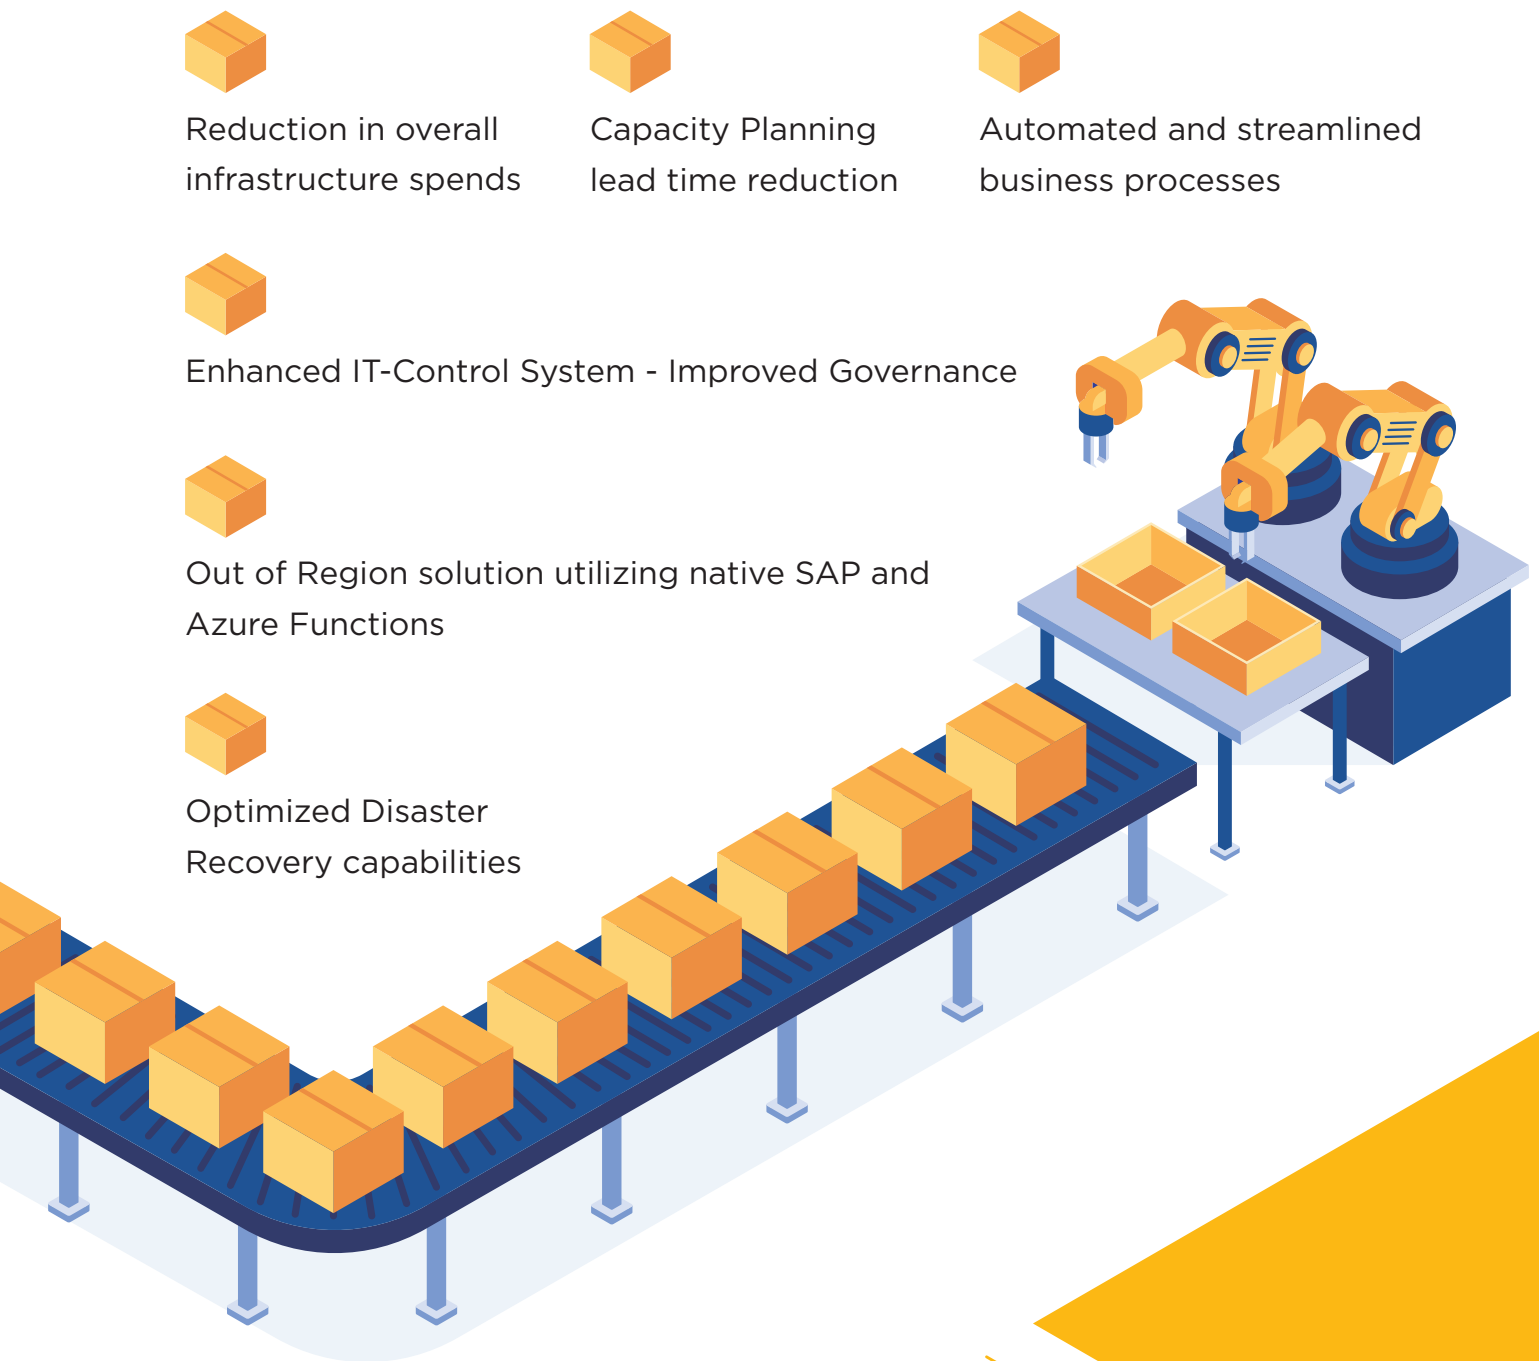 Reduction in overall
infrastructure spends
Capacity Planning
lead time reduction
Automated and streamlined
business processes
Enhanced IT-Control System - Improved Governance
Out of Region solution utilizing native SAP and
Azure Functions
Optimized Disaster
Recovery capabilities